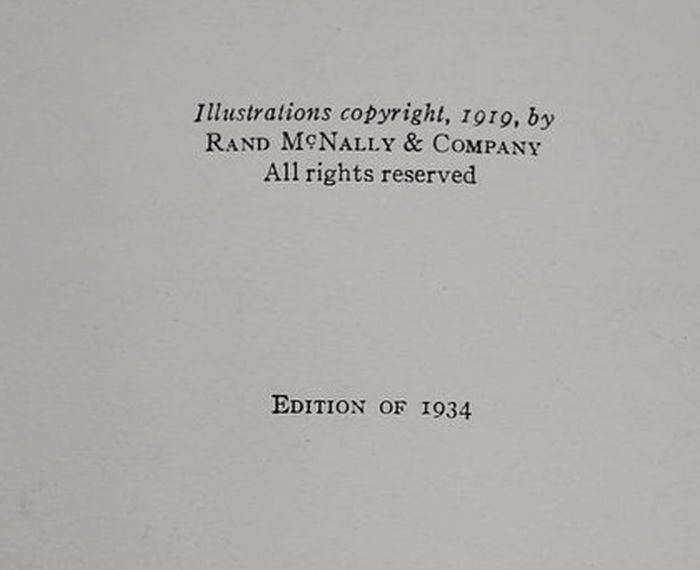 Illustrations copyright, 1919, by
Rand McNally & Company
All rights reserved
Edition of 1934